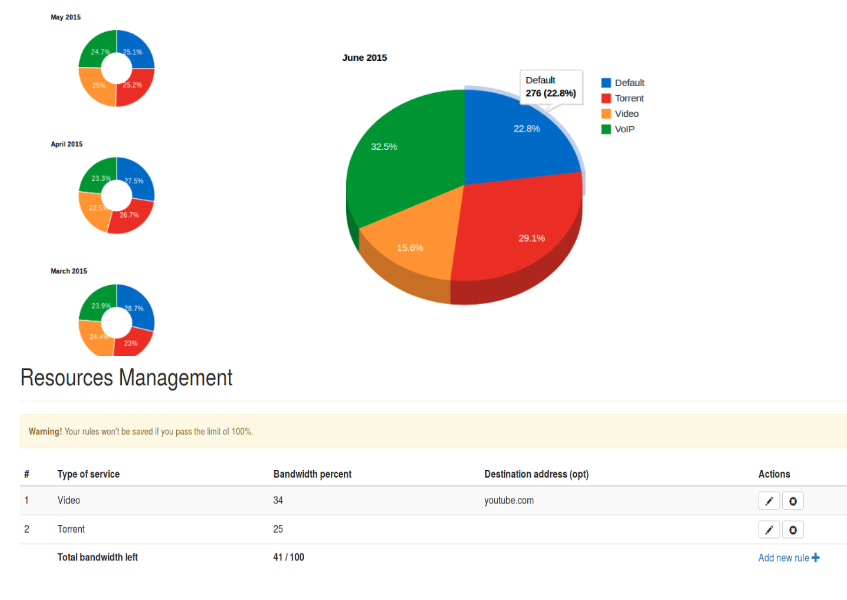 May 2015
24.7% 25.1%
25% 25.2%
April 2015
23.3% 27.5%
22.5% 26.7%
March 2015
23.9% 28.7%
24.4% 23%
June 2015
Default
276 (22.8%)
22.8%
32.5%
29.1%
15.6%
Default
Torrent
Video
VoIP
Resources Management
Warning! Your rules won't be saved if you pass the limit of 100%.
# Type of service Bandwidth percent Destination address (opt) Actions
1 Video 34 youtube.com
2 Torrent 25
Total bandwidth left 41 / 100 Add new rule